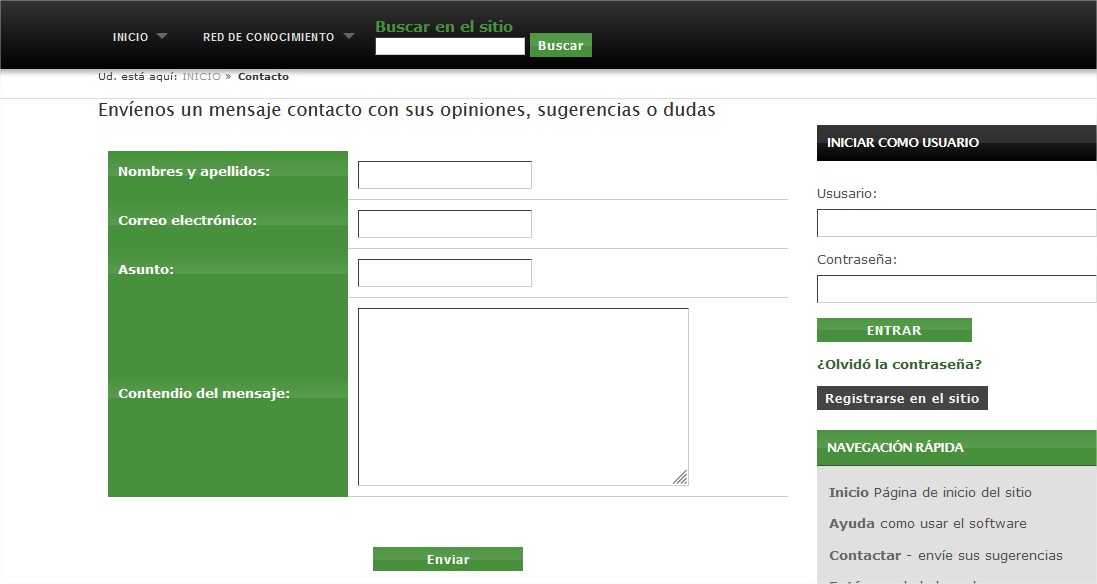 INICIO
RED DE CONOCIMIENTO
Buscar en el sitio
Buscar
Ud. está aquí: INICIO » Contacto
Envíenos un mensaje contacto con sus opiniones, sugerencias o dudas
Nombres y apellidos:
Correo electrónico:
Asunto:
Contendio del mensaje:
Enviar
INICIAR COMO USUARIO
Ususario:
Contraseña:
ENTRAR
¿Olvidó la contraseña?
Registrarse en el sitio
NAVEGACIÓN RÁPIDA
Inicio Página de inicio del sitio
Ayuda como usar el software
Contactar - envíe sus sugerencias